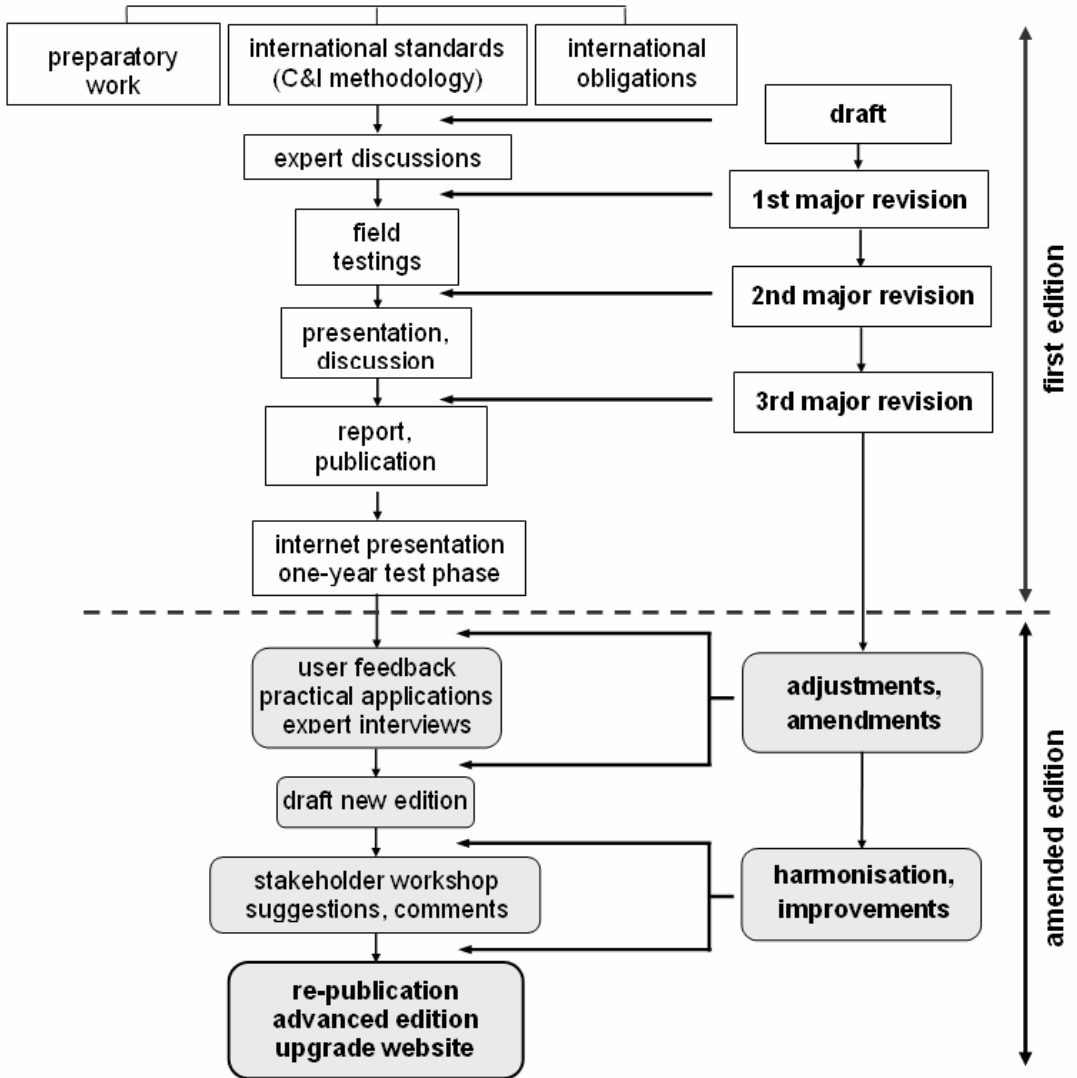 preparatory
work
international standards
(C&I methodology)
international
obligations
draft
expert discussions
1st major revision
field
testings
2nd major revision
presentation,
discussion
3rd major revision
report,
publication
internet presentation
one-year test phase
first edition
user feedback
practical applications
expert interviews
adjustments,
amendments
draft new edition
stakeholder workshop
suggestions, comments
harmonisation,
improvements
re-publication
advanced edition
upgrade website
amended edition